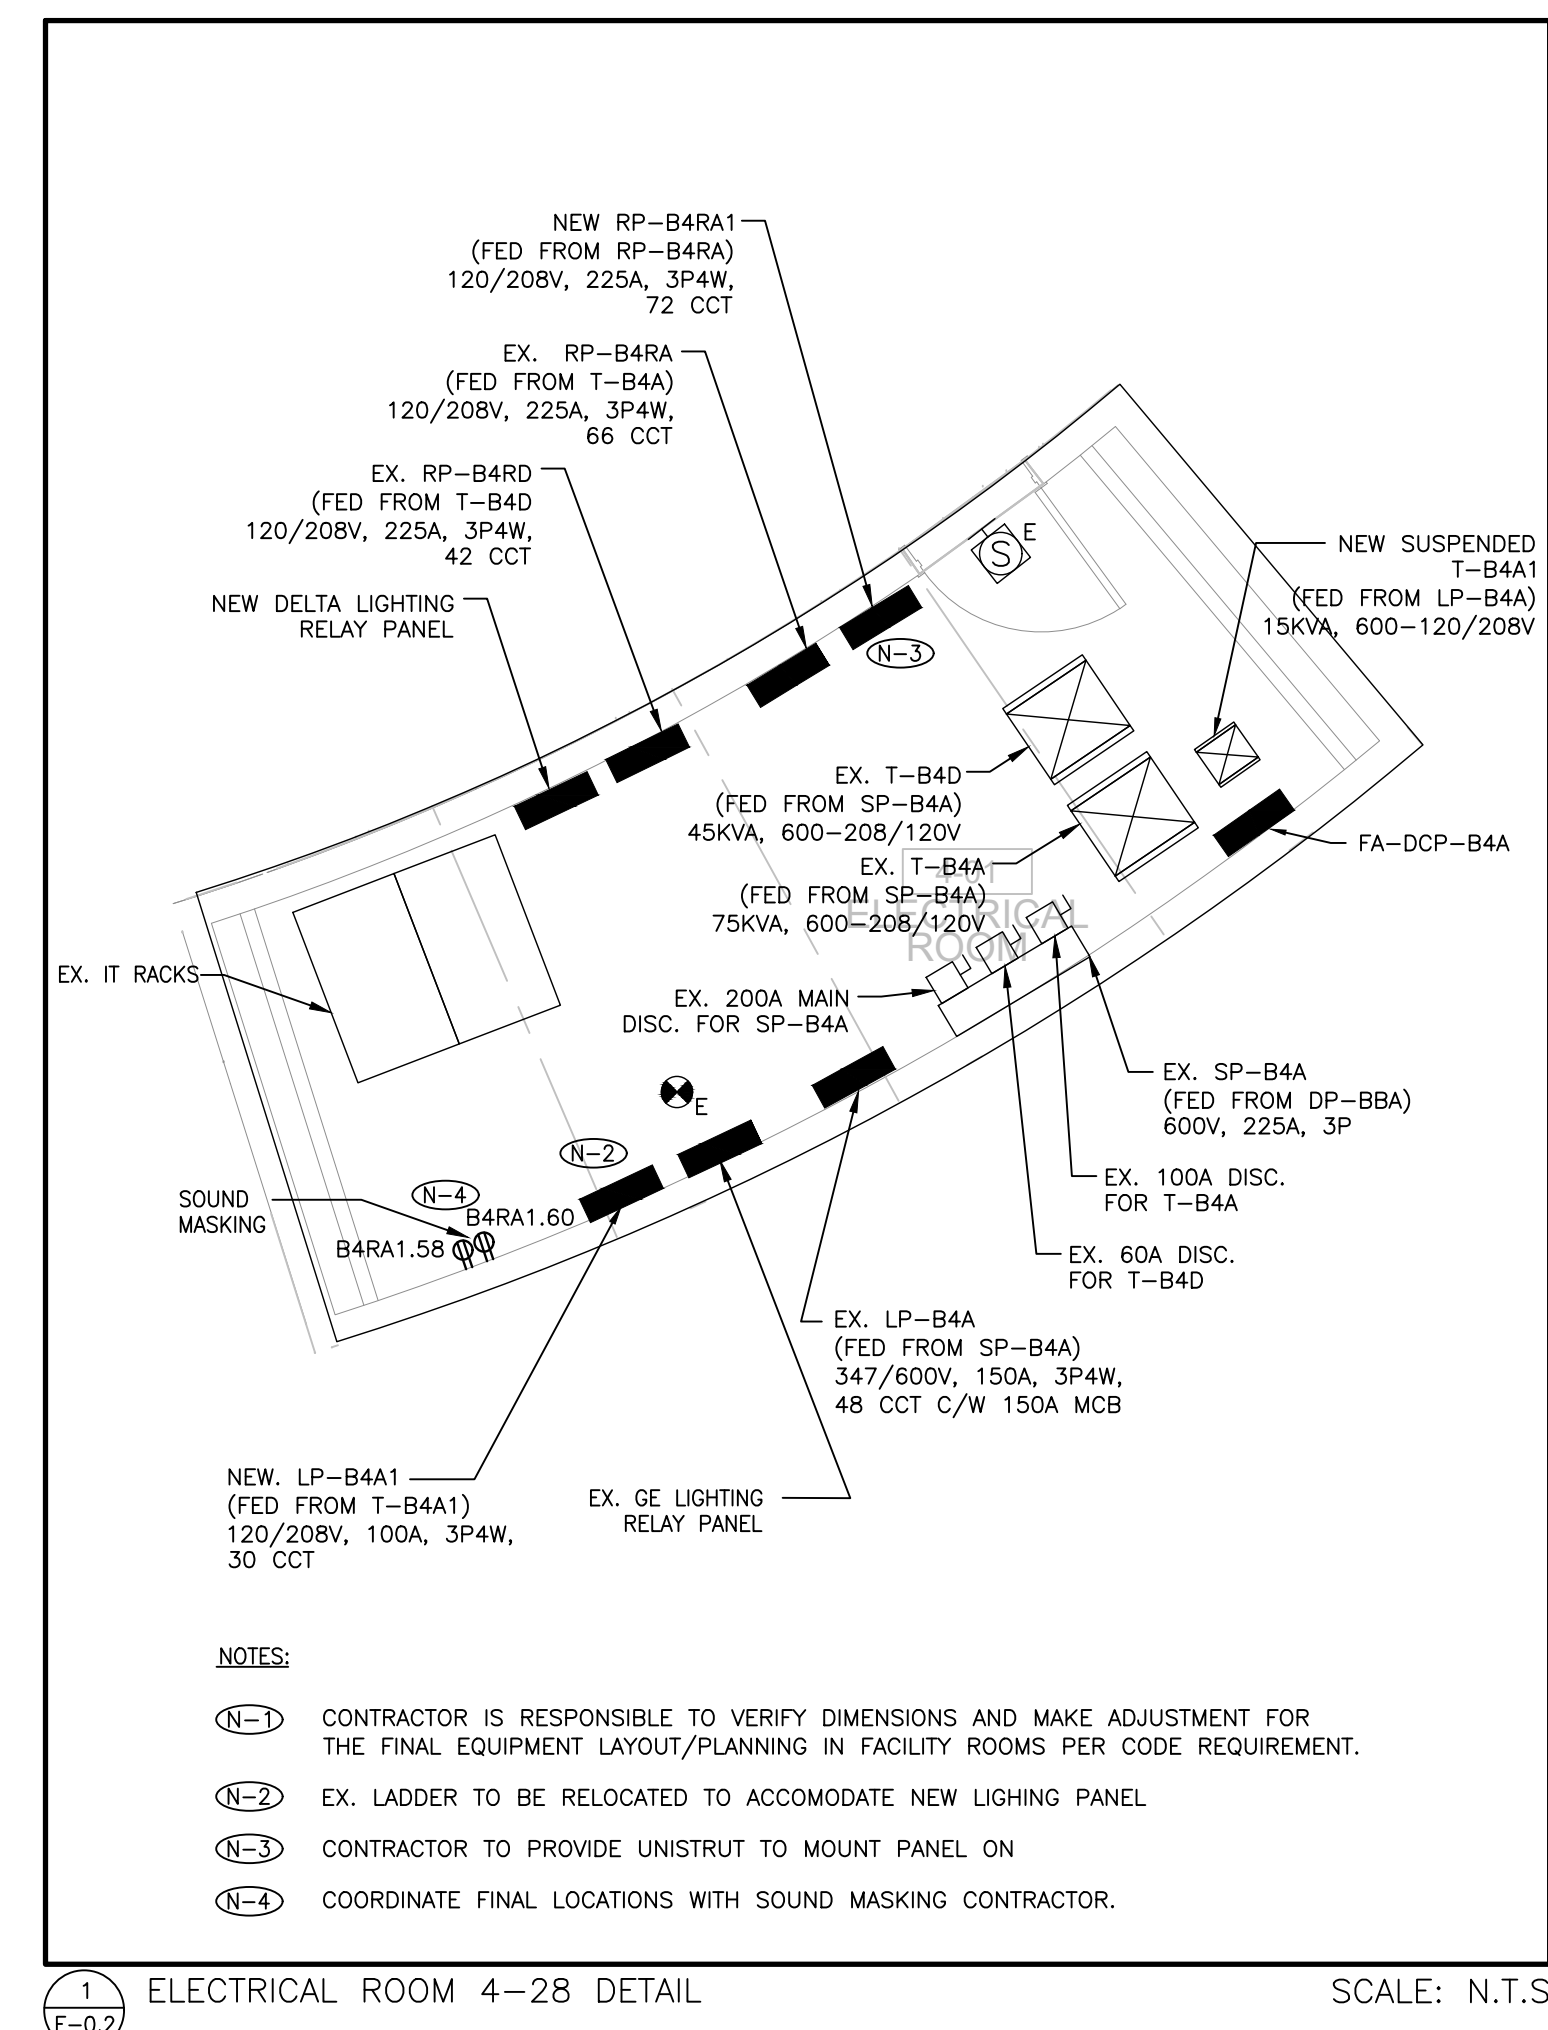 NEW RP-B4RA1
(FED FROM RP-B4RA)
120/208V, 225A, 3P4W,
72 CCT
EX. RP-B4RA
(FED FROM T-B4A)
120/208V, 225A, 3P4W,
66 CCT
EX. RP-B4RD
(FED FROM T-B4D
120/208V, 225A, 3P4W,
42 CCT
NEW DELTA LIGHTING
RELAY PANEL
S
E
N-3
NEW SUSPENDED
T-B4A1
(FED FROM LP-B4A)
15KVA, 600-120/208V
EX. T-B4D
(FED FROM SP-B4A)
45KVA, 600-208/120V
FA-DCP-B4A
EX. T-B4A
(FED FROM SP-B4A)
75KVA, 600-208/120V
4-01
ELECTRICAL
ROOM
EX. IT RACKS
EX. 200A MAIN
DISC. FOR SP-B4A
EX. SP-B4A
(FED FROM DP-BBA)
600V, 225A, 3P
E
N-2
EX. 100A DISC.
FOR T-B4A
SOUND
MASKING
N-4
B4RA1.60
B4RA1.58
EX. 60A DISC.
FOR T-B4D
EX. LP-B4A
(FED FROM SP-B4A)
347/600V, 150A, 3P4W,
48 CCT C/W 150A MCB
NEW. LP-B4A1
(FED FROM T-B4A1)
120/208V, 100A, 3P4W,
30 CCT
EX. GE LIGHTING
RELAY PANEL
NOTES:
N-1 CONTRACTOR IS RESPONSIBLE TO VERIFY DIMENSIONS AND MAKE ADJUSTMENT FOR
THE FINAL EQUIPMENT LAYOUT/PLANNING IN FACILITY ROOMS PER CODE REQUIREMENT.
N-2 EX. LADDER TO BE RELOCATED TO ACCOMODATE NEW LIGHING PANEL
N-3 CONTRACTOR TO PROVIDE UNISTRUT TO MOUNT PANEL ON
N-4 COORDINATE FINAL LOCATIONS WITH SOUND MASKING CONTRACTOR.
1 ELECTRICAL ROOM 4-28 DETAIL SCALE: N.T.S
E-0.2